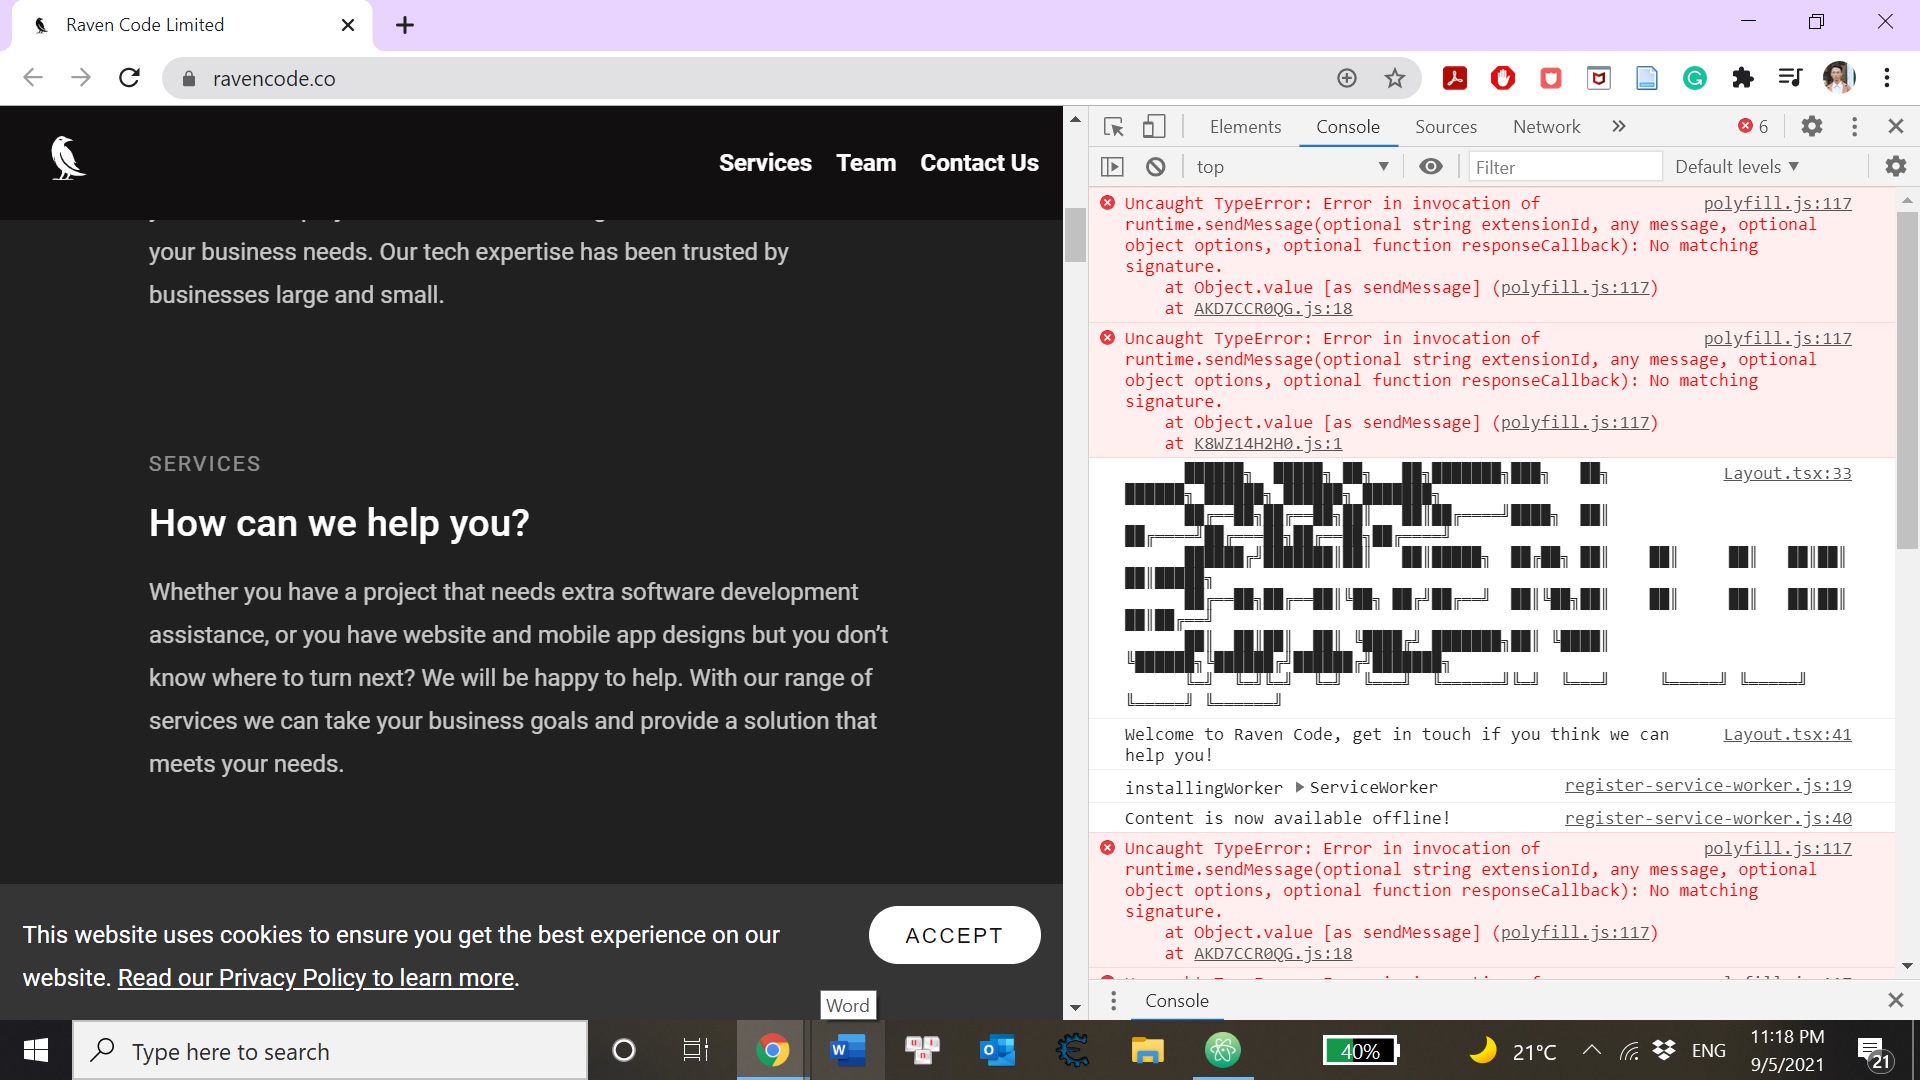 Raven Code Limited
ravencode.co
Services Team Contact Us
your business needs. Our tech expertise has been trusted by
businesses large and small.
SERVICES
How can we help you?
Whether you have a project that needs extra software development
assistance, or you have website and mobile app designs but you don’t
know where to turn next? We will be happy to help. With our range of
services we can take your business goals and provide a solution that
meets your needs.
This website uses cookies to ensure you get the best experience on our
website. Read our Privacy Policy to learn more.
ACCEPT
Word
Elements Console Sources Network » 6
top Filter Default levels
Uncaught TypeError: Error in invocation of polyfill.js:117
runtime.sendMessage(optional string extensionId, any message, optional
object options, optional function responseCallback): No matching
signature.
at Object.value [as sendMessage] (polyfill.js:117)
at AKD7CCR0QG.js:18
Uncaught TypeError: Error in invocation of polyfill.js:117
runtime.sendMessage(optional string extensionId, any message, optional
object options, optional function responseCallback): No matching
signature.
at Object.value [as sendMessage] (polyfill.js:117)
at K8WZ14H2H0.js:1
Layout.tsx:33
Welcome to Raven Code, get in touch if you think we can Layout.tsx:41
help you!
installingWorker ServiceWorker register-service-worker.js:19
Content is now available offline! register-service-worker.js:40
Uncaught TypeError: Error in invocation of polyfill.js:117
runtime.sendMessage(optional string extensionId, any message, optional
object options, optional function responseCallback): No matching
signature.
at Object.value [as sendMessage] (polyfill.js:117)
at AKD7CCR0QG.js:18
Console
Type here to search
40%
21°C
ENG
11:18 PM
9/5/2021
21